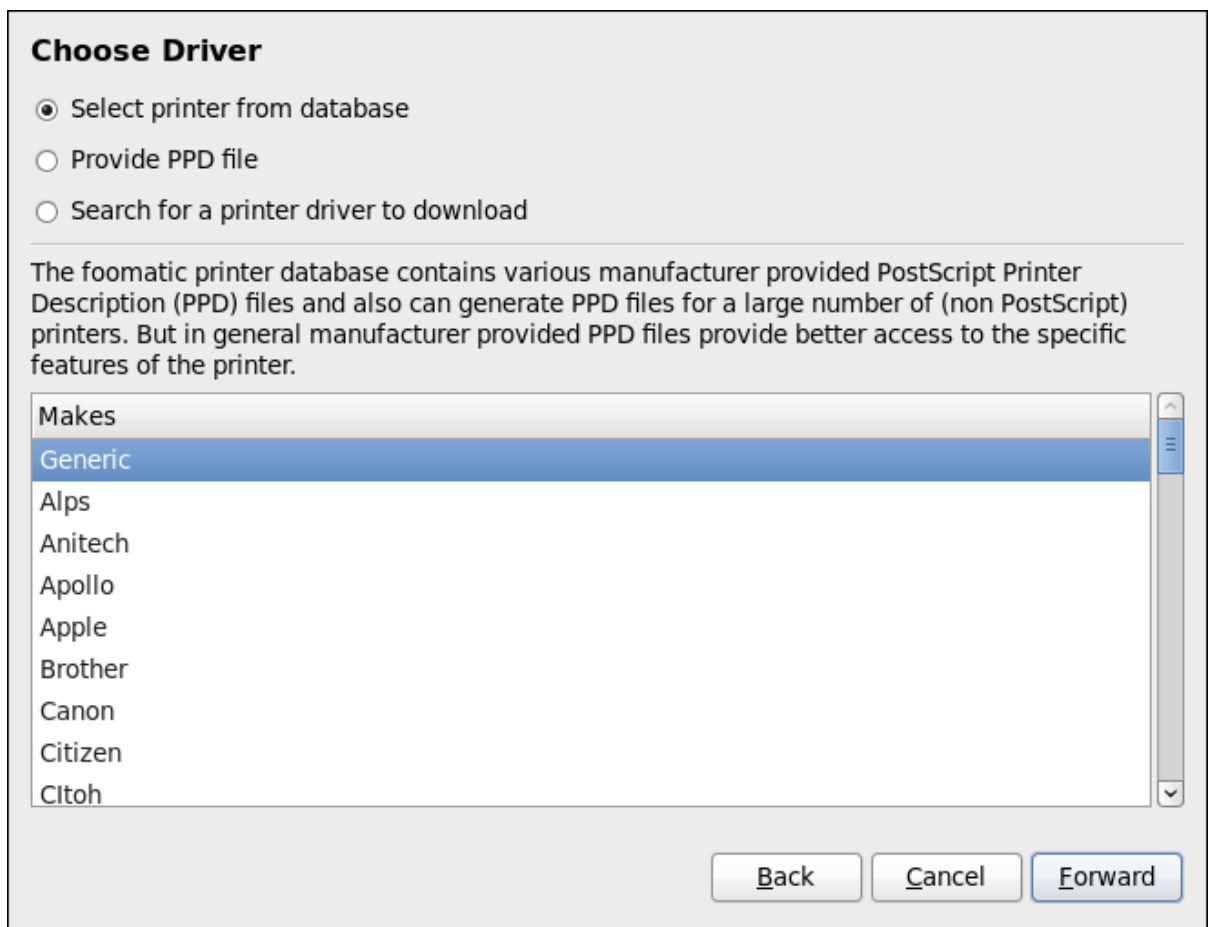 Choose Driver
Select printer from database
Provide PPD file
Search for a printer driver to download
The foomatic printer database contains various manufacturer provided PostScript Printer
Description (PPD) files and also can generate PPD files for a large number of (non PostScript)
printers. But in general manufacturer provided PPD files provide better access to the specific
features of the printer.
Makes
Generic
Alps
Anitech
Apollo
Apple
Brother
Canon
Citizen
CItoh
Back Cancel Forward